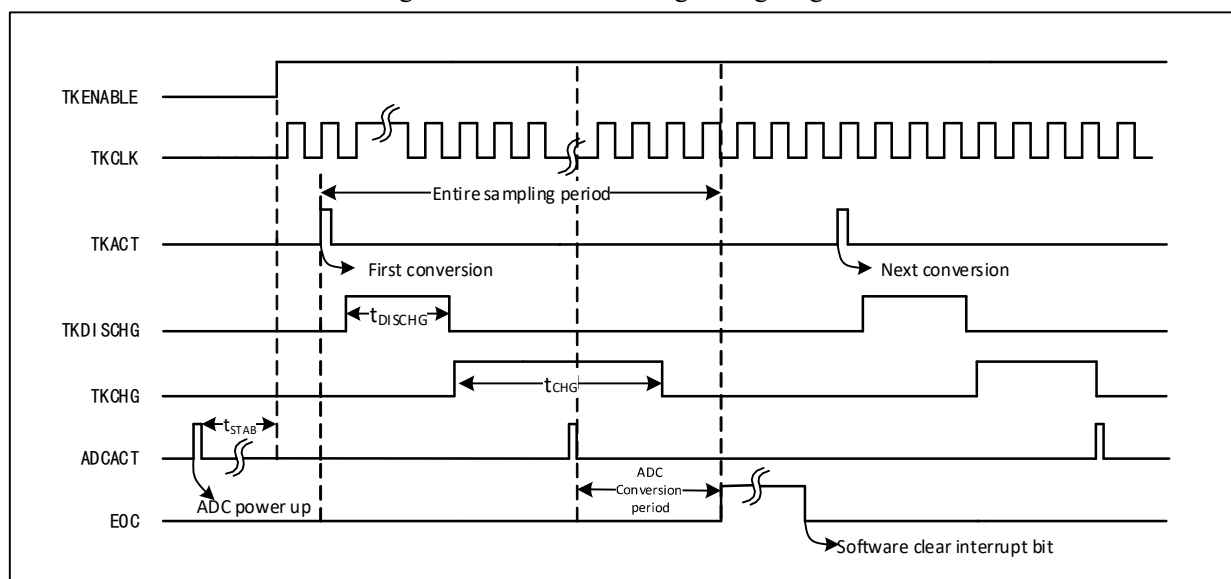 TKENABLE
TKCLK
Entire sampling period
TKACT
First conversion
Next conversion
tDISCHG
TKDISCHG
tCHG
TKCHG
tSTAB
ADCACT
ADC
Conversion
period
ADC power up
EOC
Software clear interrupt bit